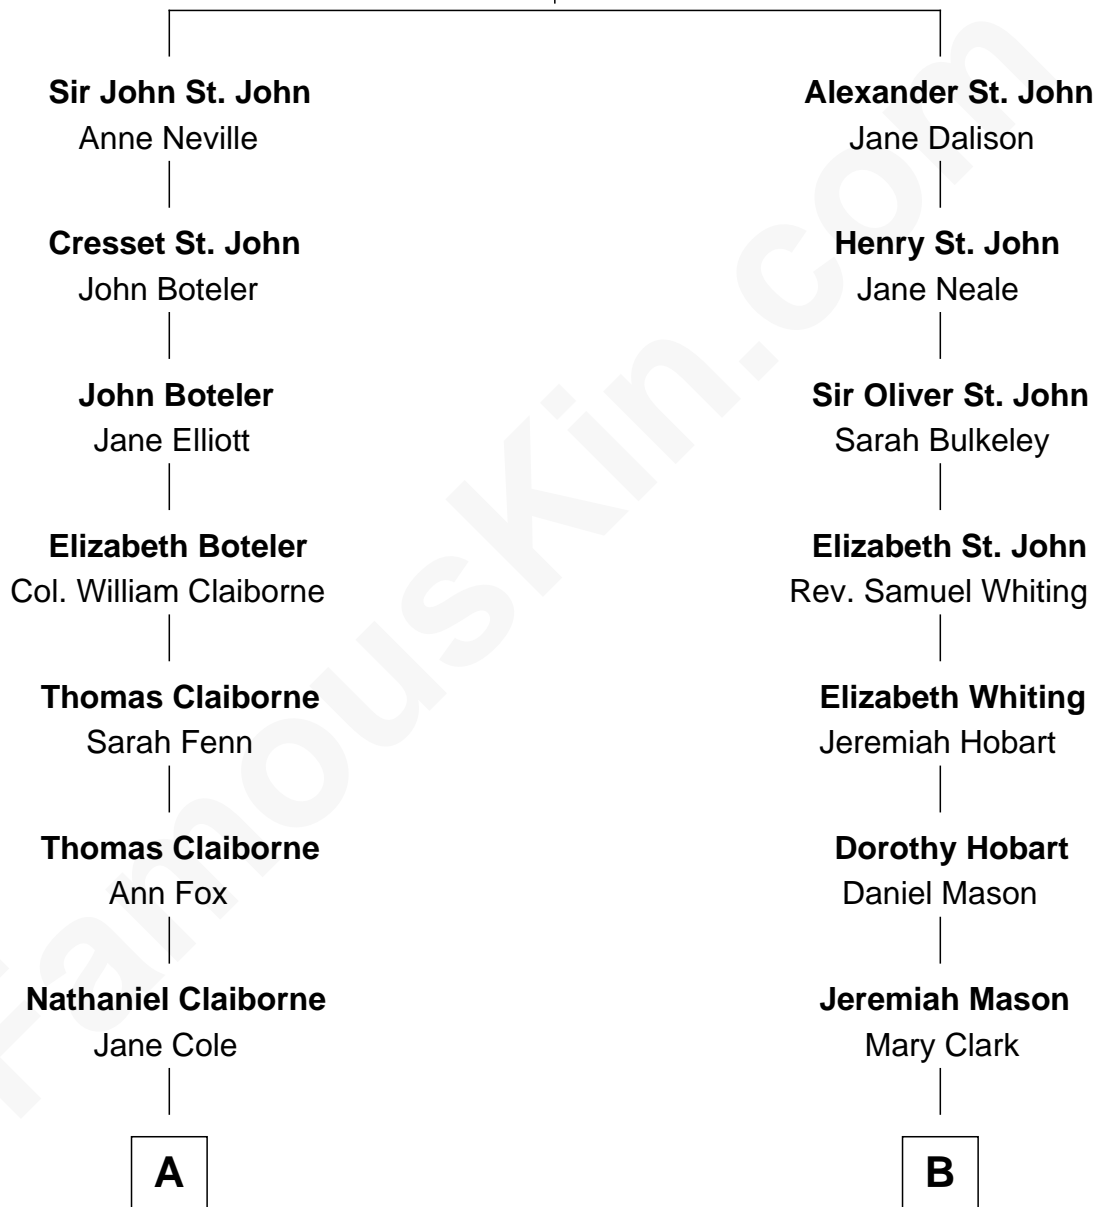 Sir John St. John
Anne Neville
Cresset St. John
John Boteler
John Boteler
Jane Elliott
Elizabeth Boteler
Col. William Claiborne
Thomas Claiborne
Sarah Fenn
Thomas Claiborne
Ann Fox
Nathaniel Claiborne
Jane Cole
A
Alexander St. John
Jane Dalison
Henry St. John
Jane Neale
Sir Oliver St. John
Sarah Bulkeley
Elizabeth St. John
Rev. Samuel Whiting
Elizabeth Whiting
Jeremiah Hobart
Dorothy Hobart
Daniel Mason
Jeremiah Mason
Mary Clark
B
FamousKin.com